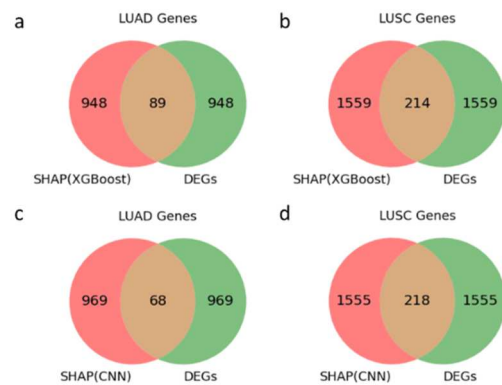 a
LUAD Genes
948 89 948
SHAP(XGBoost) DEGs
b
LUSC Genes
1559 214 1559
SHAP(XGBoost) DEGs
c
LUAD Genes
969 68 969
SHAP(CNN) DEGs
d
LUSC Genes
1555 218 1555
SHAP(CNN) DEGs